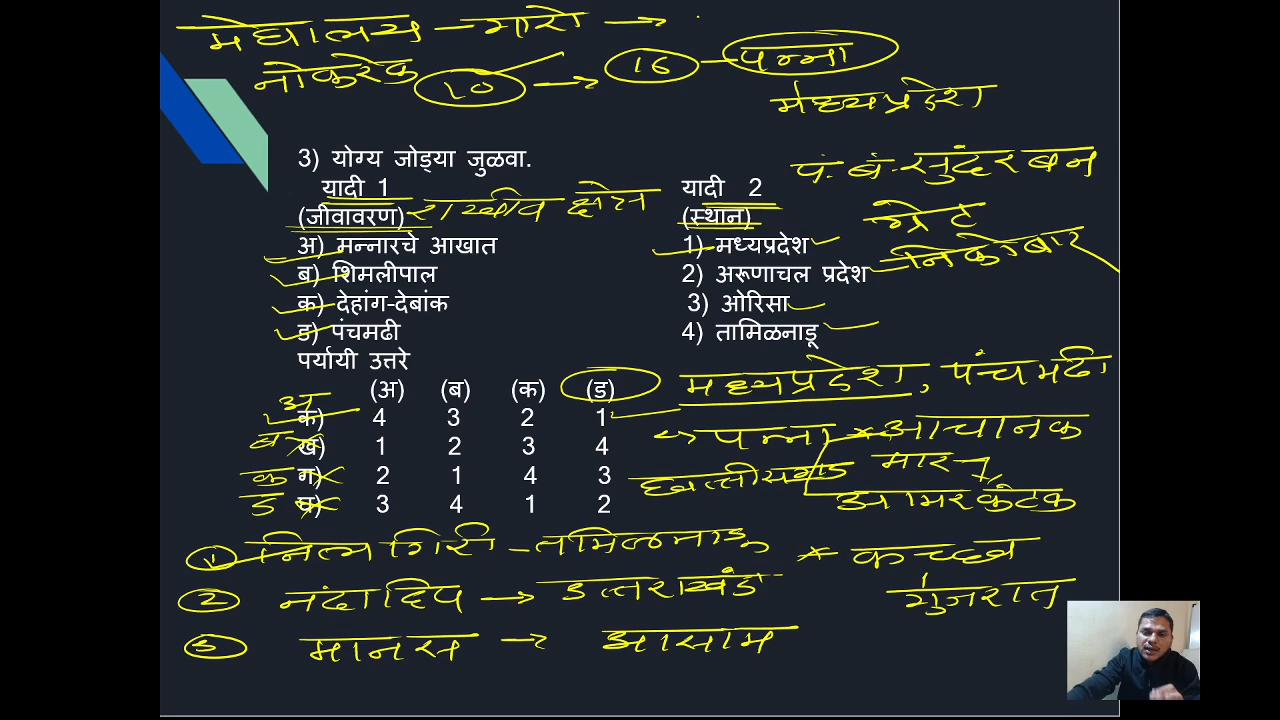 मेघालय – गारो →
नोकरेक 10 → 16 – पन्ना
मध्यप्रदेश
3) योग्य जोड्या जुळवा.
पं. बं. सुंदरबन
यादी 1 यादी 2
(जीवावरण) राखीव क्षेत्र (स्थान) ग्रेट
अ) मन्नारचे आखात 1) मध्यप्रदेश निकोबार
ब) शिमलीपाल 2) अरूणाचल प्रदेश
क) देहांग-देबांक 3) ओरिसा
ड) पंचमढी 4) तामिळनाडू
पर्यायी उत्तरे
(अ) (ब) (क) (ड) मध्यप्रदेश, पंचमढी
अ
क) 4 3 2 1
ब ख) 1 2 3 4 → पन्ना * आचानक
क ग) 2 1 4 3 छात्तीसगड मार
ड घ) 3 4 1 2 आमरकंटक
1 निलगिरी – तमिळनाडू * कच्छ
2 नंदादिप → उत्तराखंड गुजरात
3 मानस → आसाम